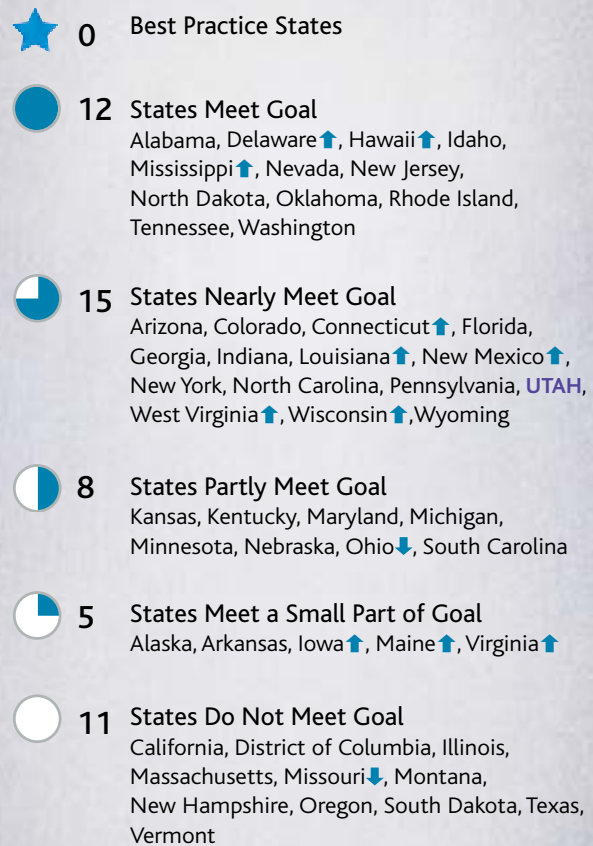 0 Best Practice States
12 States Meet Goal
Alabama, Delaware⬆, Hawaii⬆, Idaho,
Mississippi⬆, Nevada, New Jersey,
North Dakota, Oklahoma, Rhode Island,
Tennessee, Washington
15 States Nearly Meet Goal
Arizona, Colorado, Connecticut⬆, Florida,
Georgia, Indiana, Louisiana⬆, New Mexico⬆,
New York, North Carolina, Pennsylvania, UTAH,
West Virginia⬆, Wisconsin⬆,Wyoming
8 States Partly Meet Goal
Kansas, Kentucky, Maryland, Michigan,
Minnesota, Nebraska, Ohio⬇, South Carolina
5 States Meet a Small Part of Goal
Alaska, Arkansas, Iowa⬆, Maine⬆, Virginia⬆
11 States Do Not Meet Goal
California, District of Columbia, Illinois,
Massachusetts, Missouri⬇, Montana,
New Hampshire, Oregon, South Dakota, Texas,
Vermont